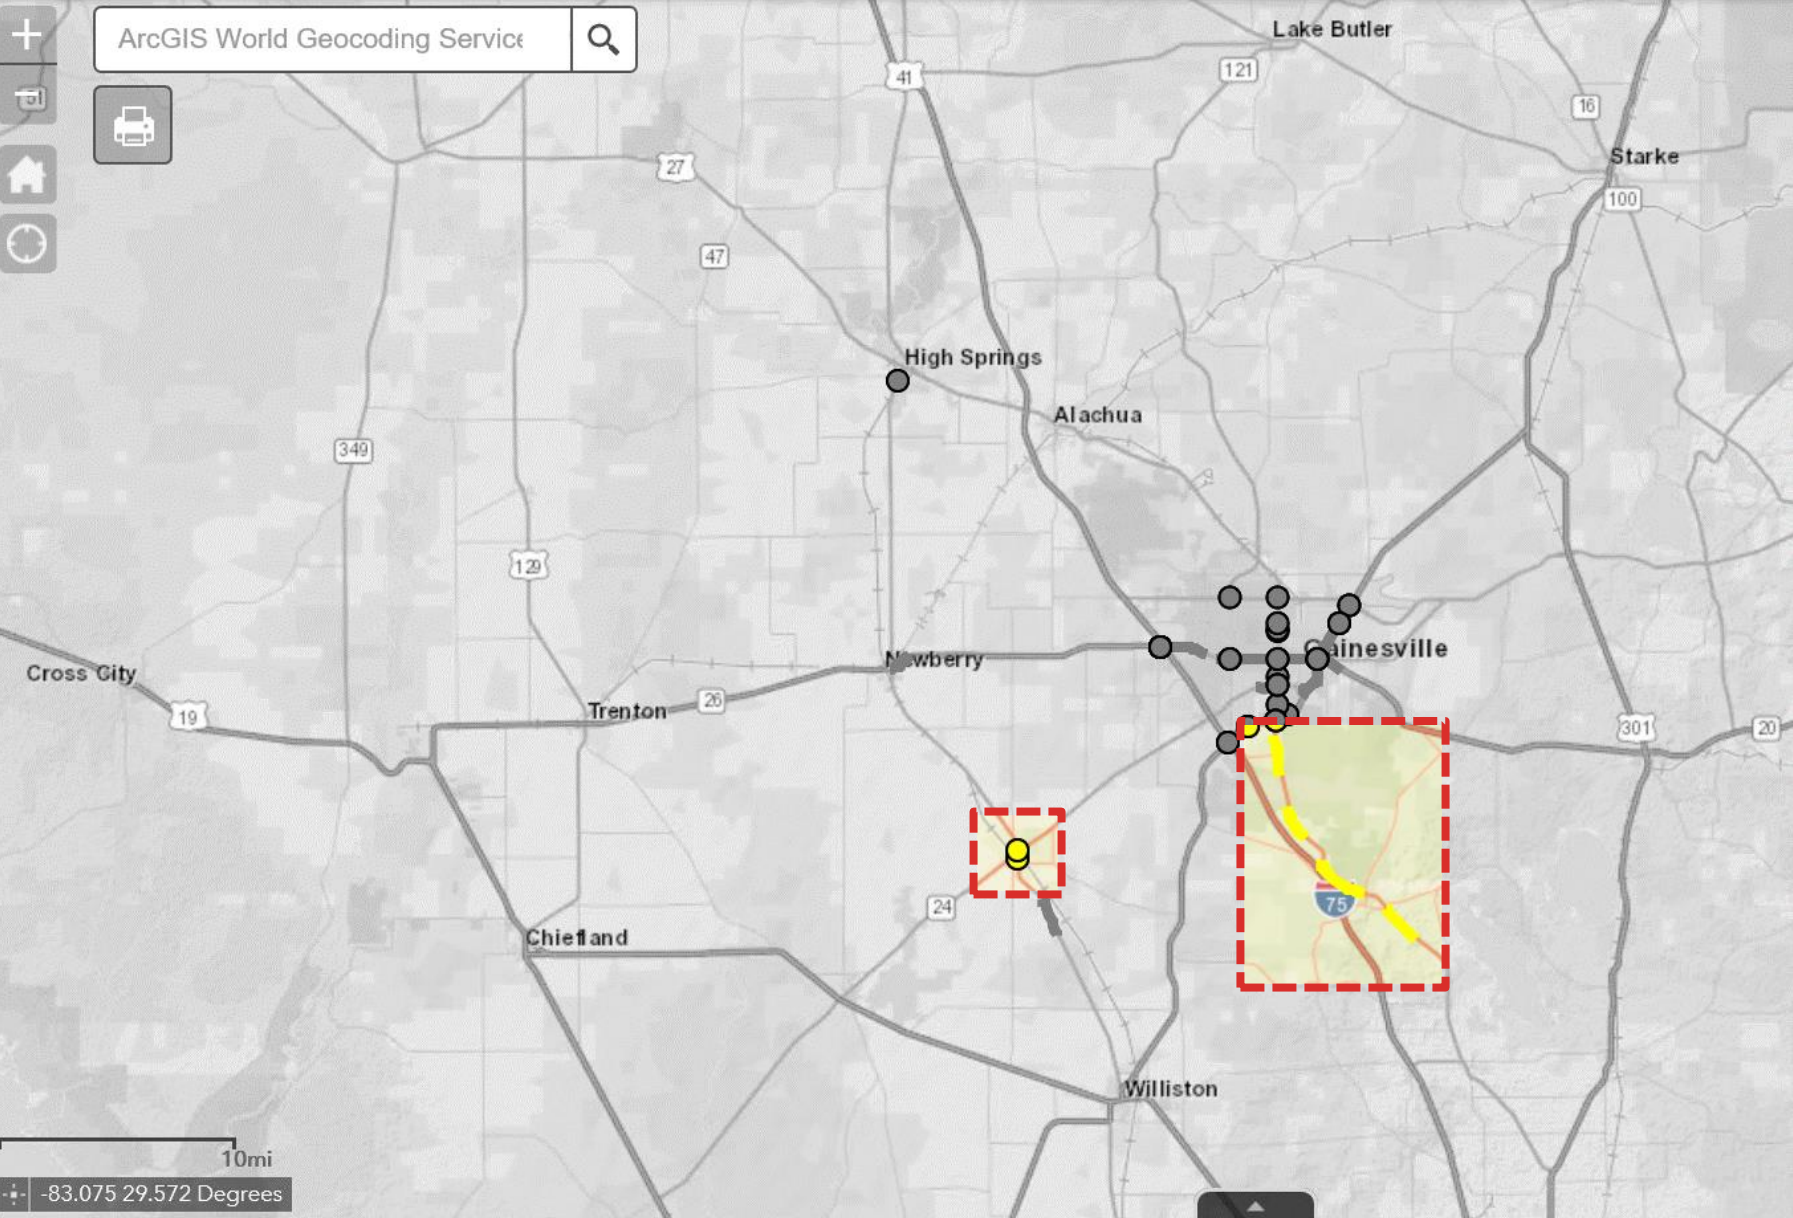 +
ArcGIS World Geocoding Service
Lake Butler
41
121
51
16
Starke
27
100
47
High Springs
Alachua
349
129
Gainesville
Newberry
Cross City
26
Trenton
19
301
20
75
24
Chiefland
Williston
10mi
-83.075 29.572 Degrees